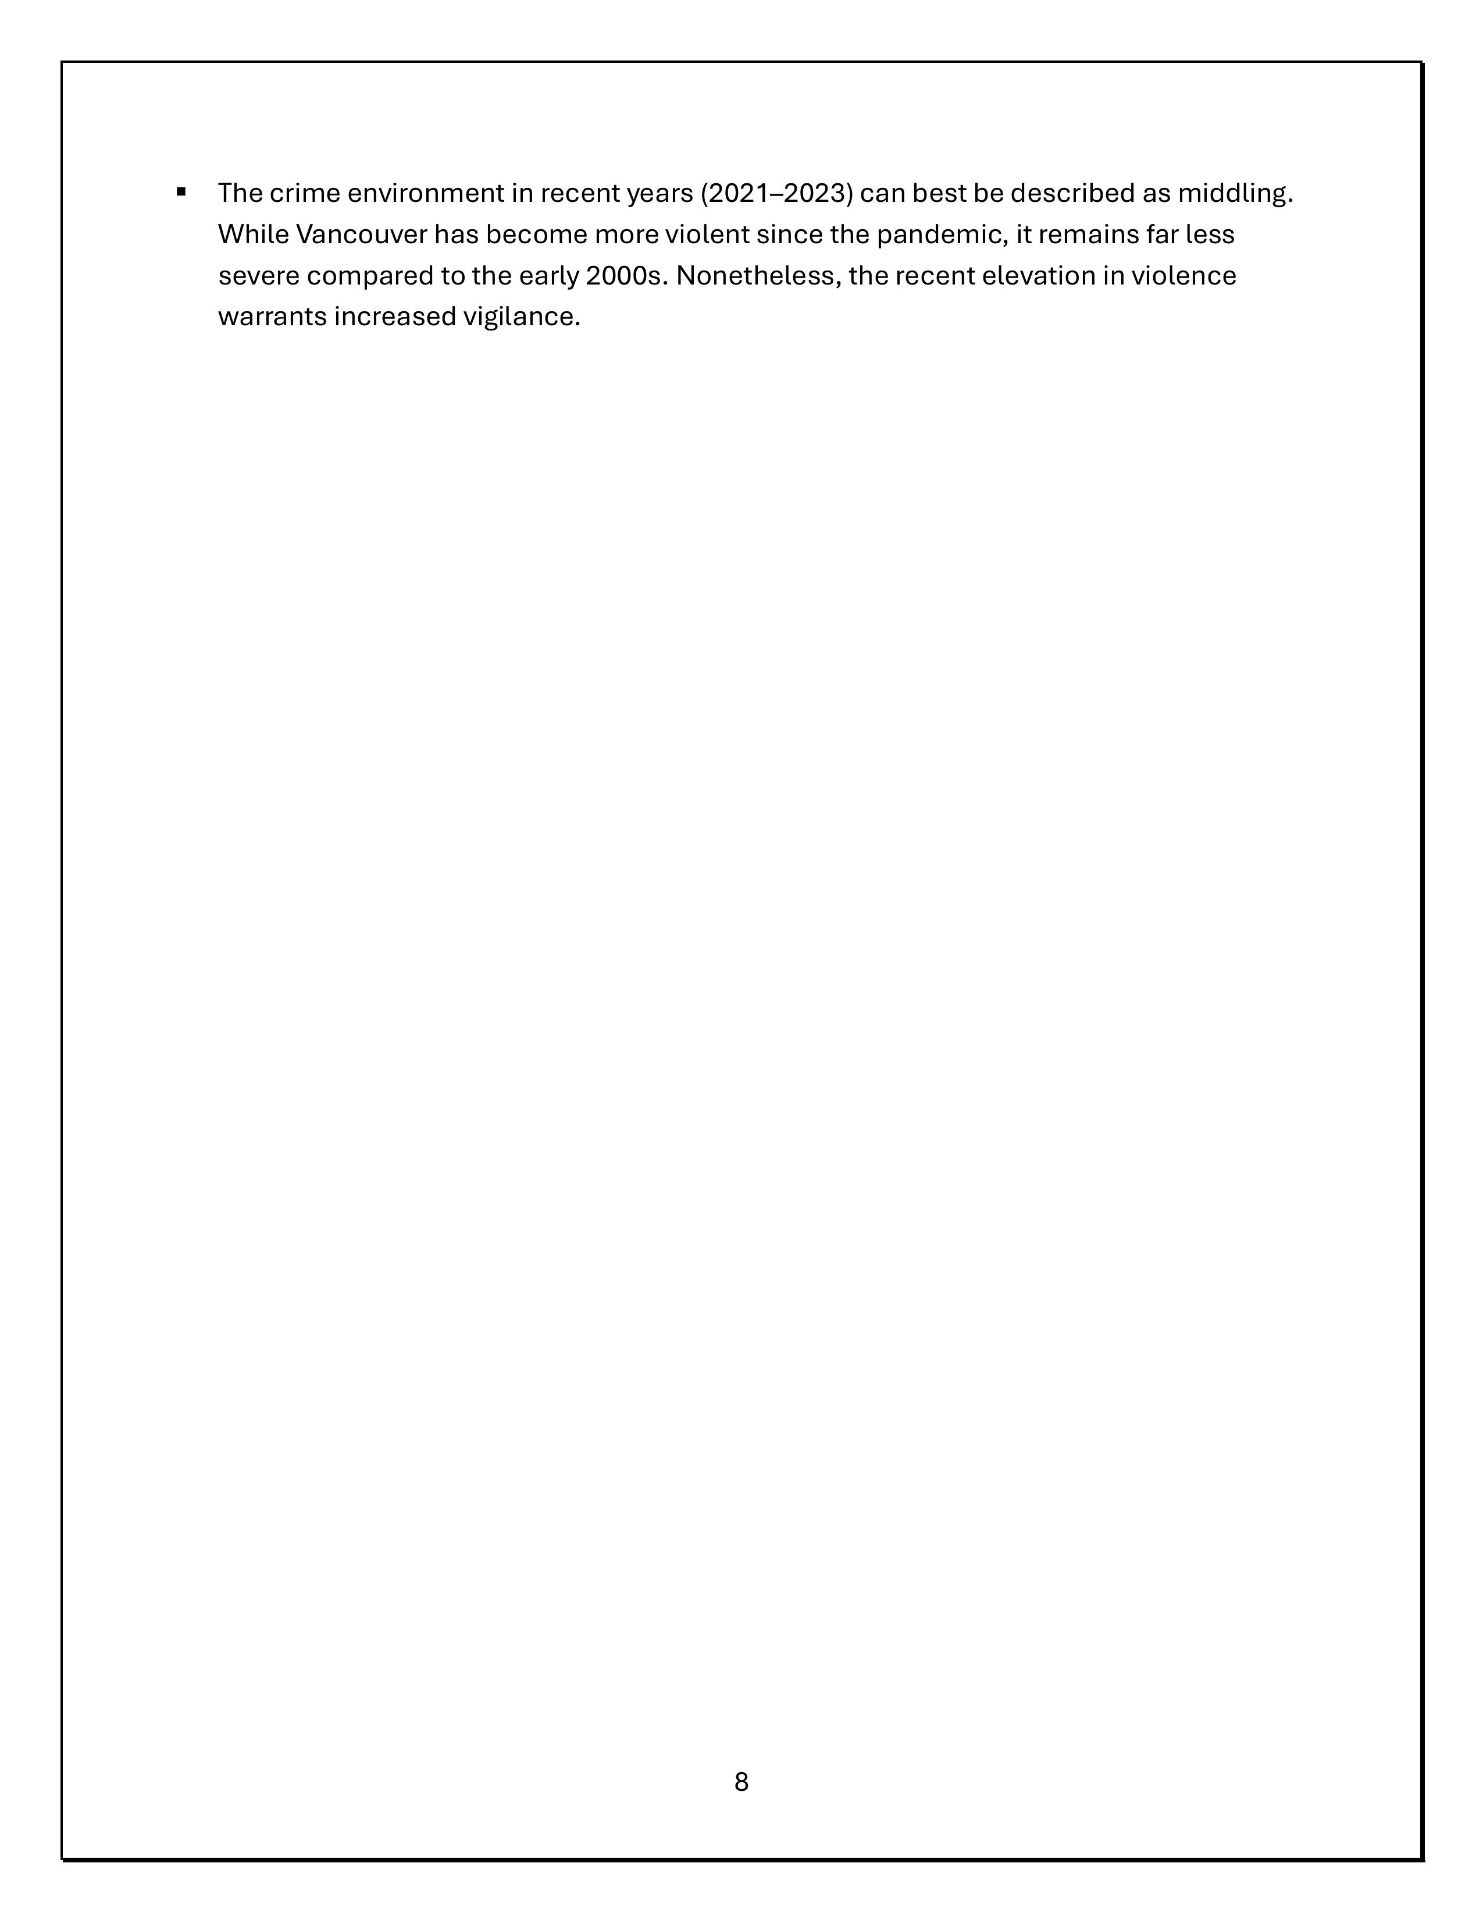 ▪ The crime environment in recent years (2021–2023) can best be described as middling.
While Vancouver has become more violent since the pandemic, it remains far less
severe compared to the early 2000s. Nonetheless, the recent elevation in violence
warrants increased vigilance.
8